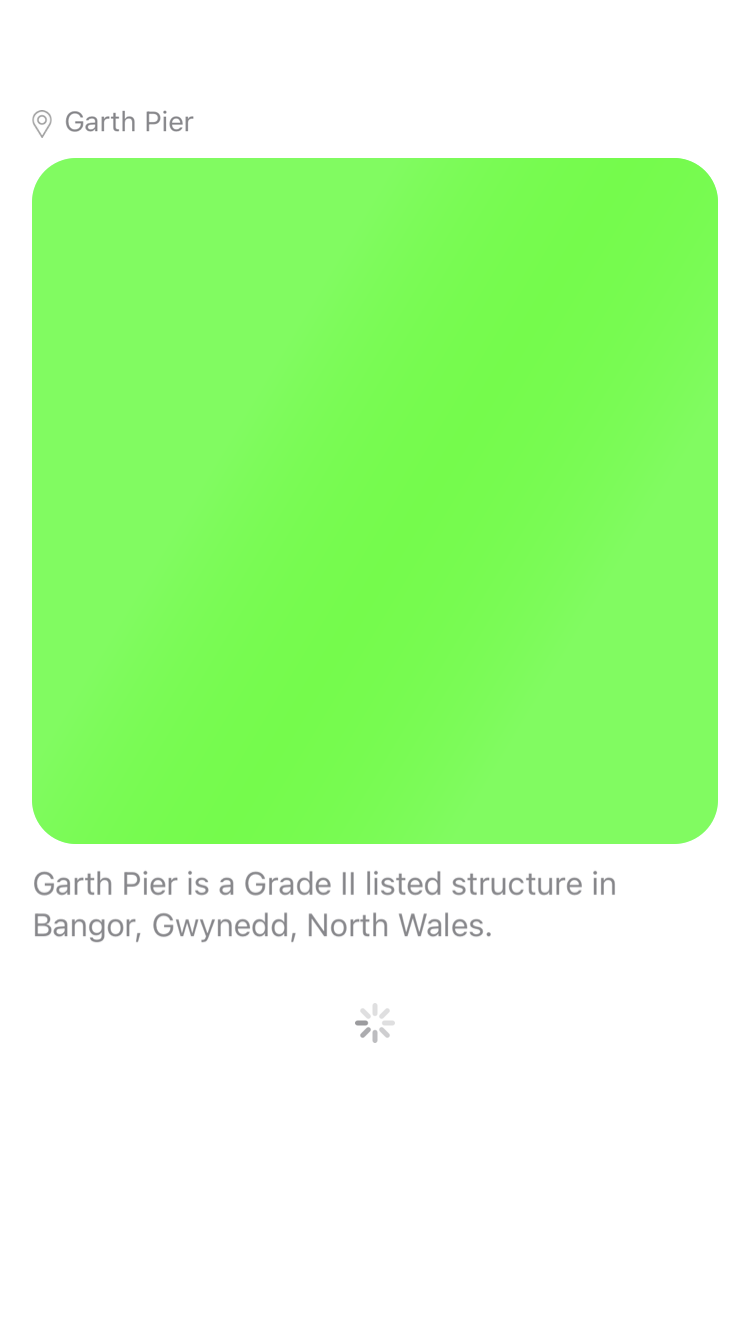 Garth Pier
Garth Pier is a Grade II listed structure in
Bangor, Gwynedd, North Wales.